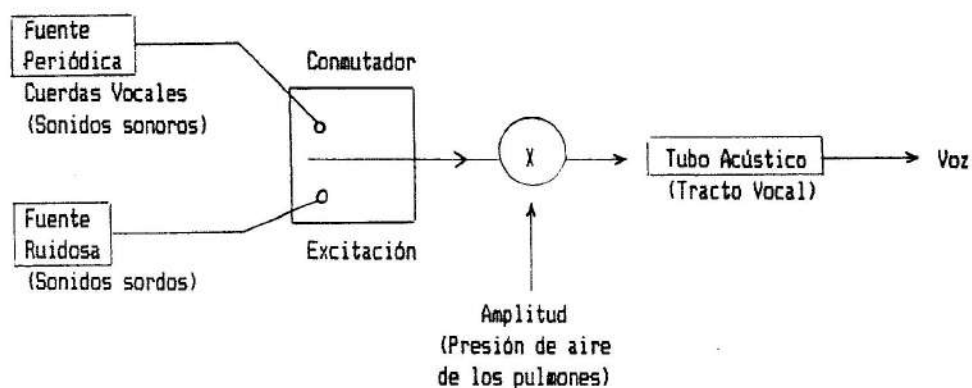 Fuente
Periódica
Cuerdas Vocales
(Sonidos sonoros)
Conmutador
Fuente
Ruidosa
(Sonidos sordos)
Excitación
X
Amplitud
(Presión de aire
de los pulmones)
Tubo Acústico
(Tracto Vocal)
Voz